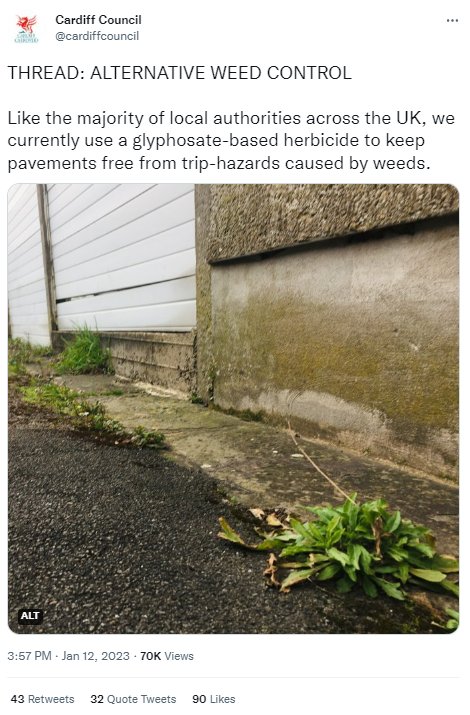 Cardiff Council
@cardiffcouncil
THREAD: ALTERNATIVE WEED CONTROL
Like the majority of local authorities across the UK, we
currently use a glyphosate-based herbicide to keep
pavements free from trip-hazards caused by weeds.
ALT
3:57 PM · Jan 12, 2023 · 70K Views
43 Retweets 32 Quote Tweets 90 Likes